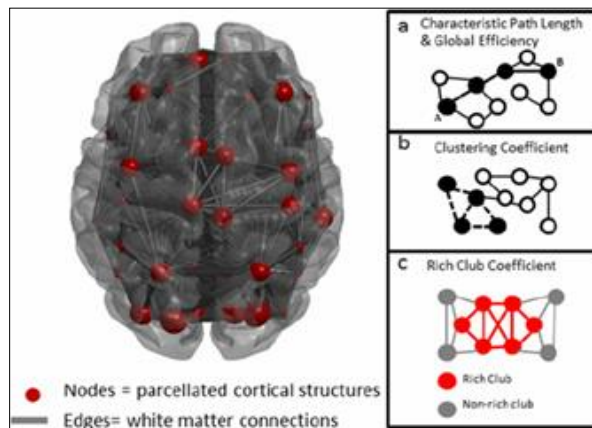 a
Characteristic Path Length
& Global Efficiency
A
B
b
Clustering Coefficient
c
Rich Club Coefficient
Rich Club
Non-rich club
Nodes = parcellated cortical structures
Edges= white matter connections